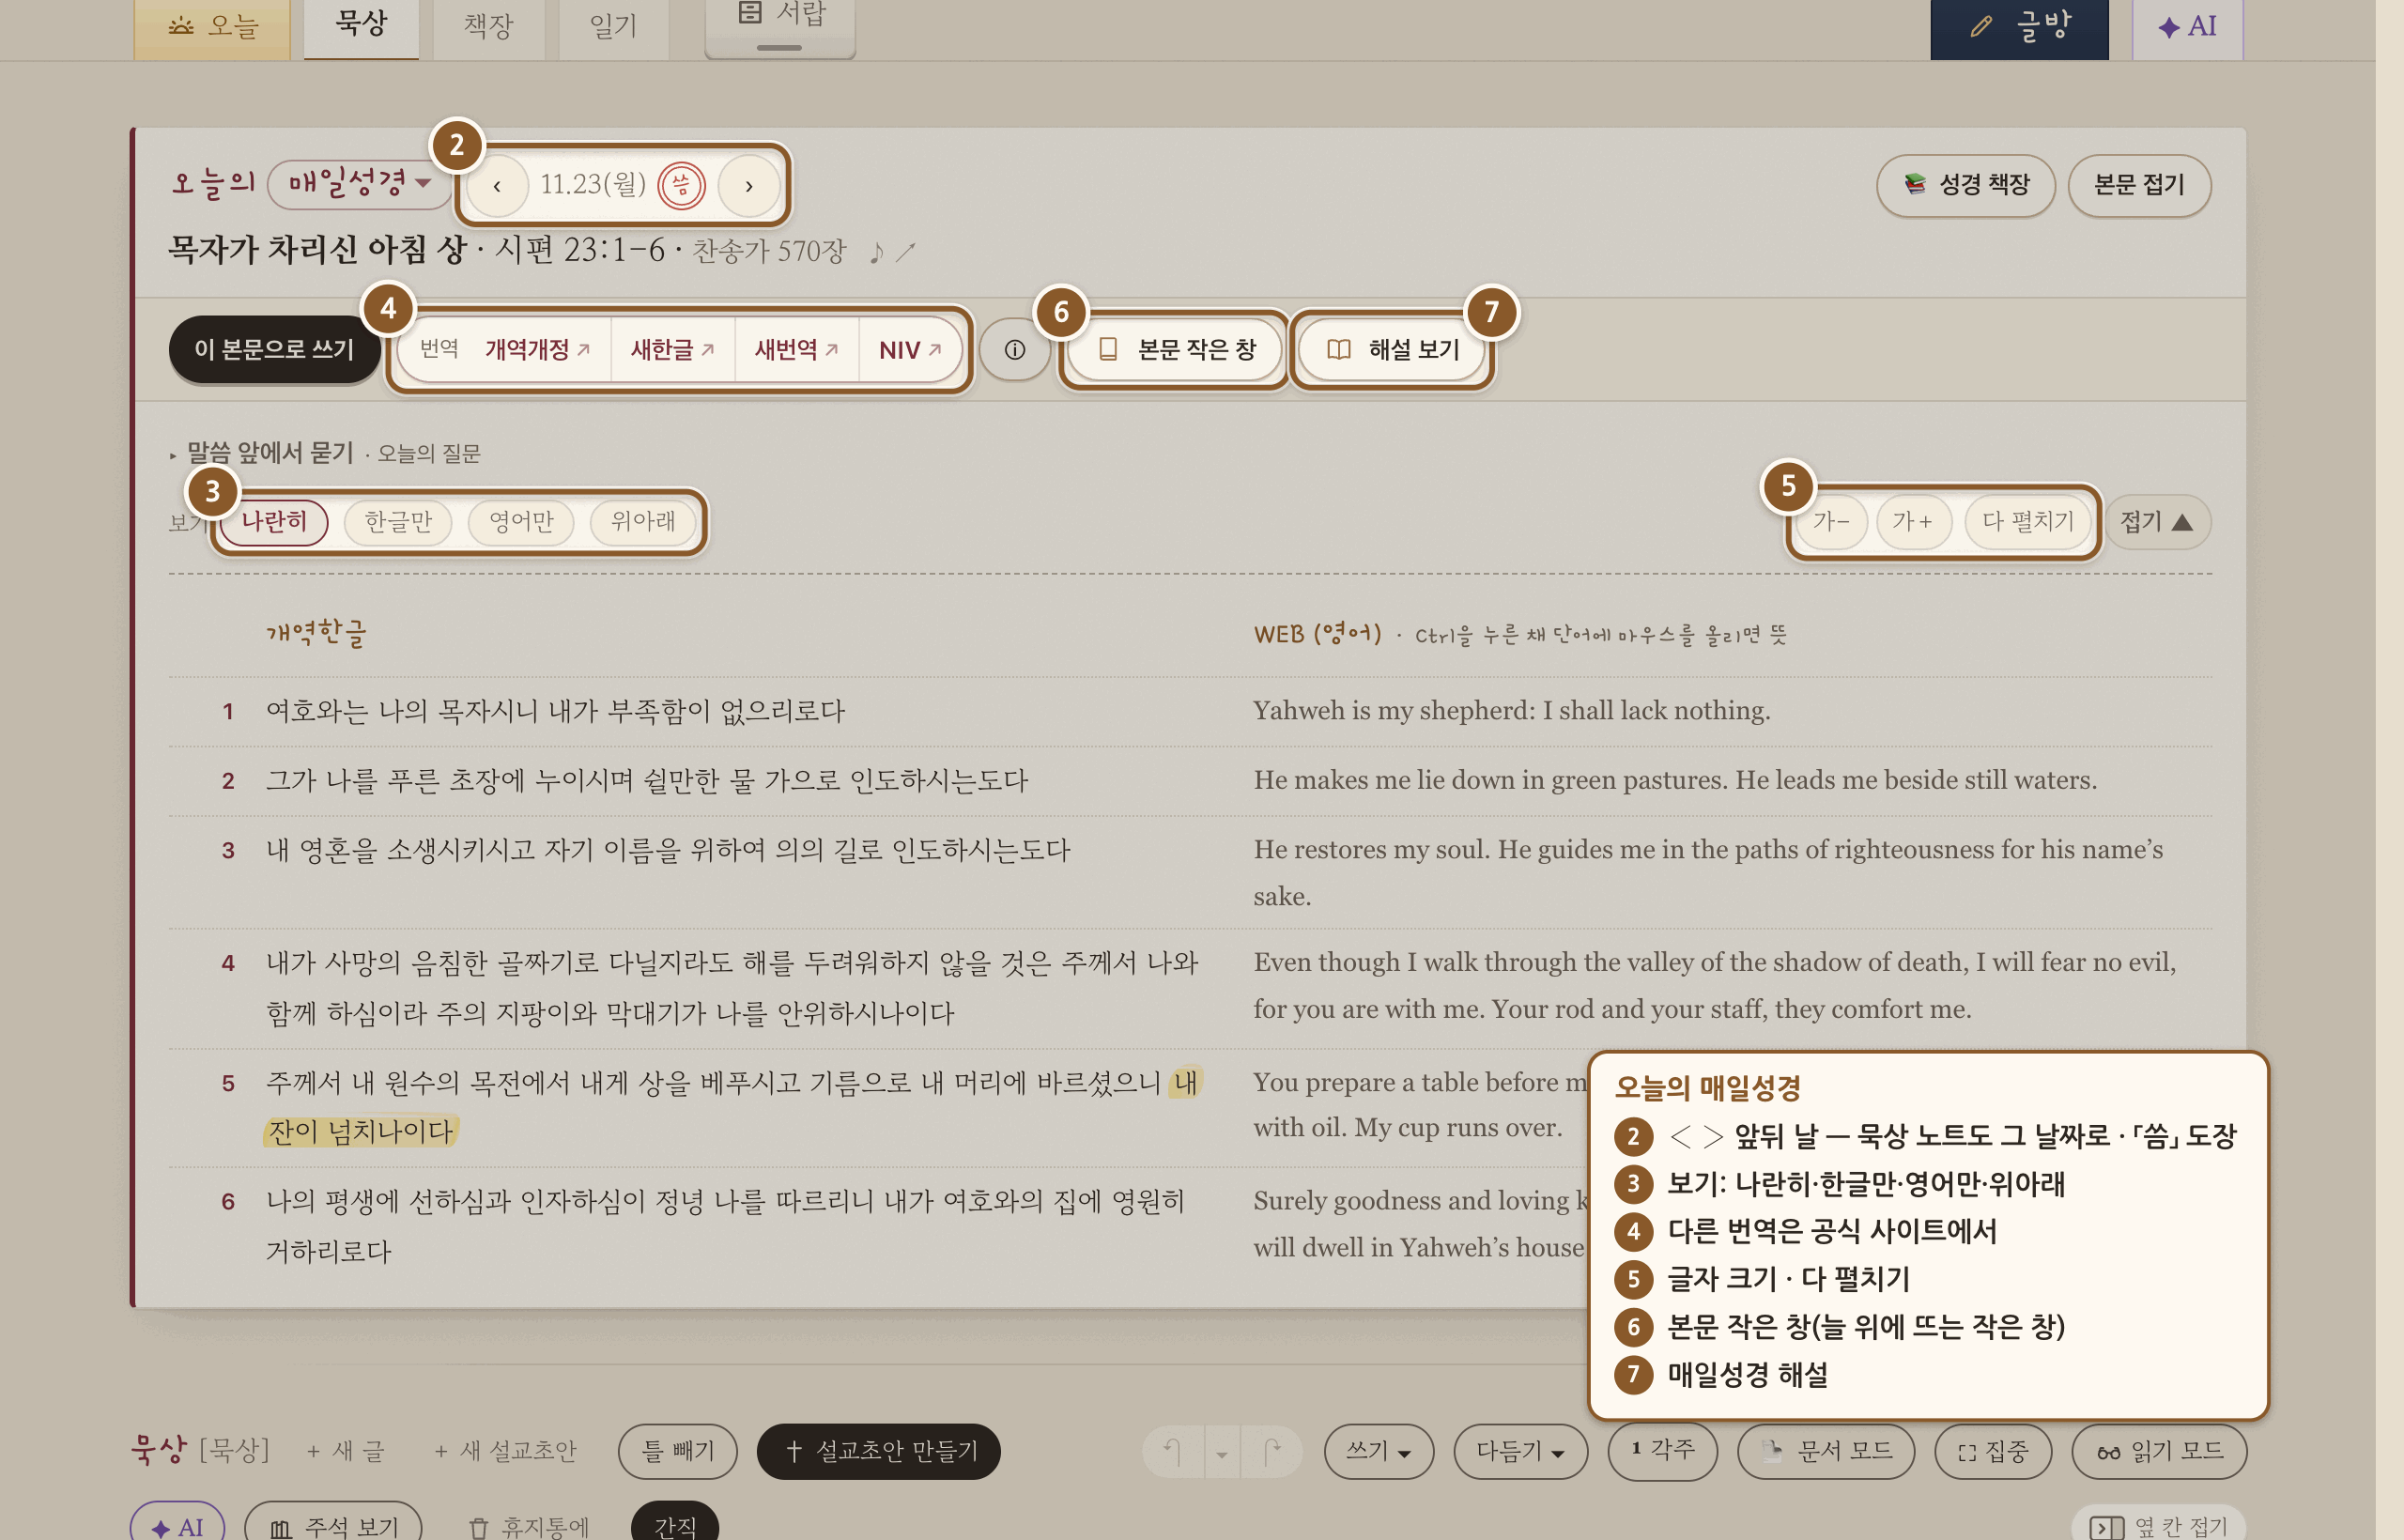 오늘 묵상 책장 일기 서랍 글방 AI
2
오늘의 매일성경 ‹ 11.23(월) 씀 › 성경 책장 본문 접기
목자가 차리신 아침 상 · 시편 23:1–6 · 찬송가 570장 ♪ ↗
4 6 7
이 본문으로 쓰기 번역 개역개정 ↗ 새한글 ↗ 새번역 ↗ NIV ↗ ⓘ 본문 작은 창 해설 보기
▸ 말씀 앞에서 묻기 · 오늘의 질문
3 5
보기 나란히 한글만 영어만 위아래 가– 가+ 다 펼치기 접기 ▲
개역한글 WEB (영어) · Ctrl을 누른 채 단어에 마우스를 올리면 뜻
1 여호와는 나의 목자시니 내가 부족함이 없으리로다 Yahweh is my shepherd: I shall lack nothing.
2 그가 나를 푸른 초장에 누이시며 쉴만한 물 가으로 인도하시는도다 He makes me lie down in green pastures. He leads me beside still waters.
3 내 영혼을 소생시키시고 자기 이름을 위하여 의의 길로 인도하시는도다 He restores my soul. He guides me in the paths of righteousness for his name’s
sake.
4 내가 사망의 음침한 골짜기로 다닐지라도 해를 두려워하지 않을 것은 주께서 나와 Even though I walk through the valley of the shadow of death, I will fear no evil,
함께 하심이라 주의 지팡이와 막대기가 나를 안위하시나이다 for you are with me. Your rod and your staff, they comfort me.
5 주께서 내 원수의 목전에서 내게 상을 베푸시고 기름으로 내 머리에 바르셨으니 내 You prepare a table before m
잔이 넘치나이다 with oil. My cup runs over.
6 나의 평생에 선하심과 인자하심이 정녕 나를 따르리니 내가 여호와의 집에 영원히 Surely goodness and loving k
거하리로다 will dwell in Yahweh’s house
오늘의 매일성경
2 < > 앞뒤 날 — 묵상 노트도 그 날짜로 · 「씀」 도장
3 보기: 나란히·한글만·영어만·위아래
4 다른 번역은 공식 사이트에서
5 글자 크기 · 다 펼치기
6 본문 작은 창(늘 위에 뜨는 작은 창)
7 매일성경 해설
묵상 [묵상] + 새 글 + 새 설교초안 틀 빼기 † 설교초안 만들기 쓰기 ▾ 다듬기 ▾ 1 각주 문서 모드 집중 읽기 모드
AI 주석 보기 휴지통에 간직 옆 칸 접기